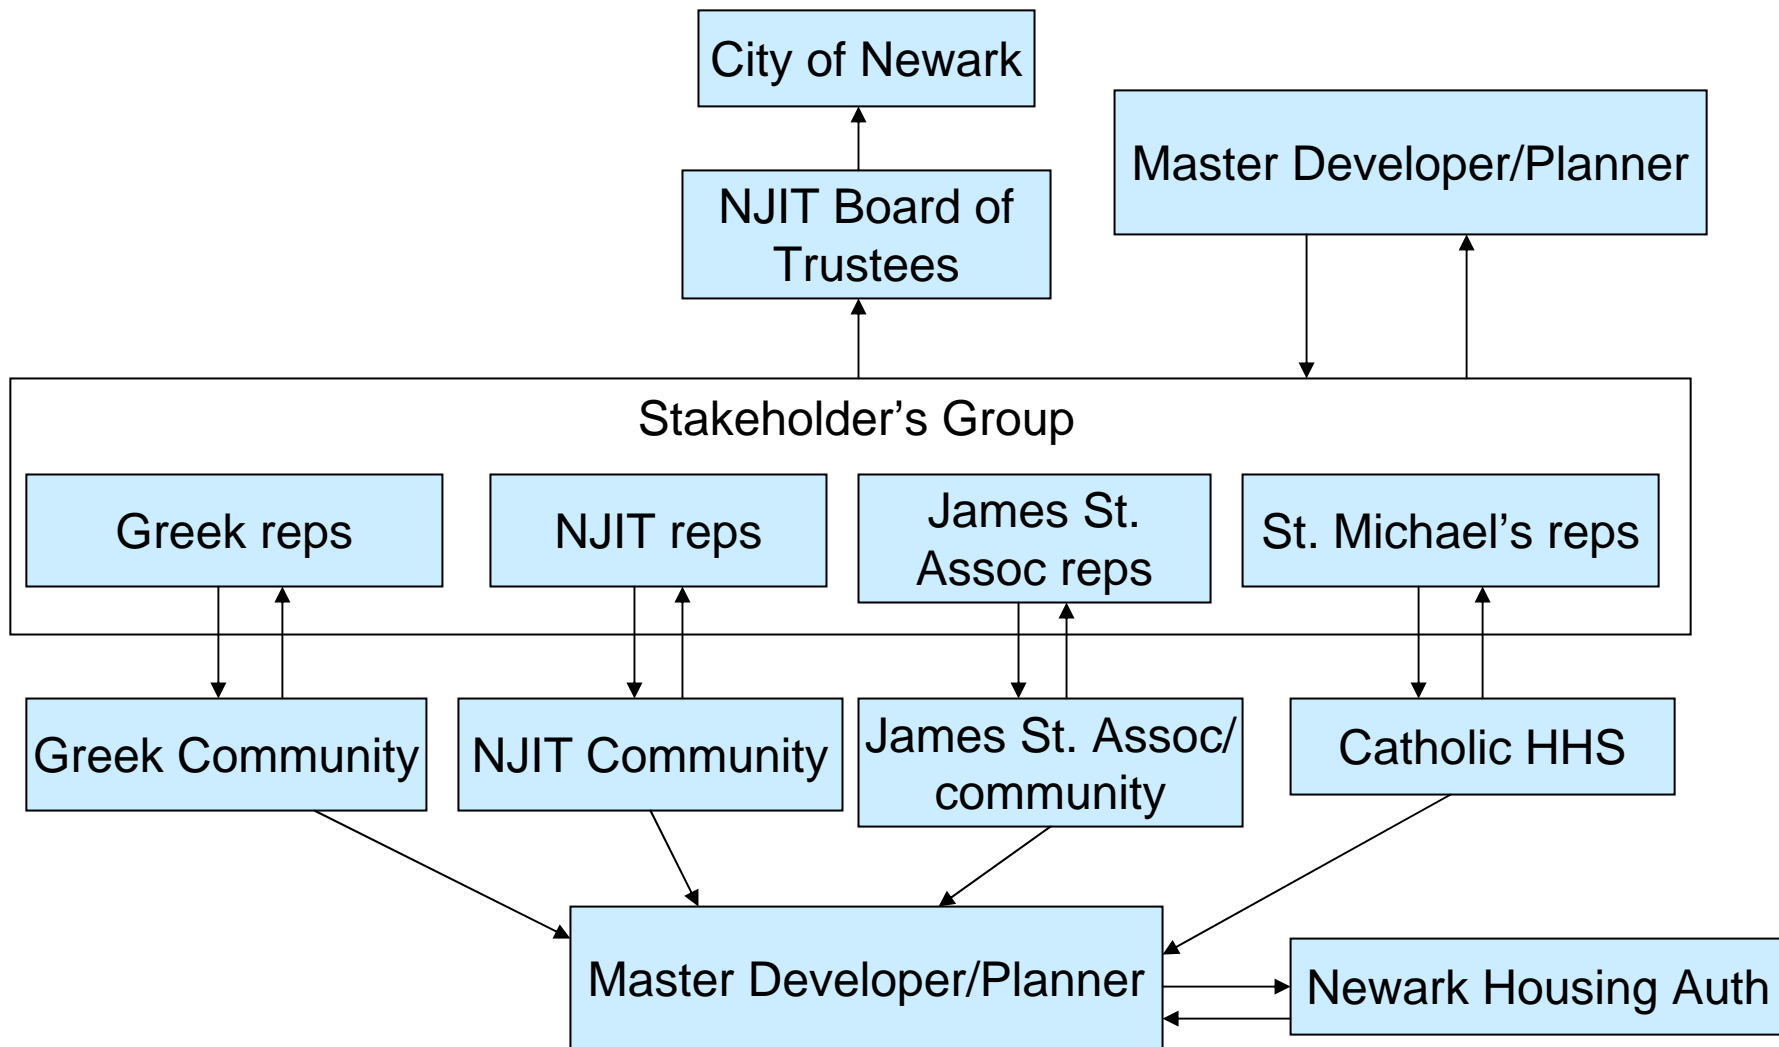 City of Newark
Master Developer/Planner
NJIT Board of
Trustees
Stakeholder’s Group
Greek reps
NJIT reps
James St.
Assoc reps
St. Michael’s reps
Greek Community
NJIT Community
James St. Assoc/
community
Catholic HHS
Master Developer/Planner
Newark Housing Auth